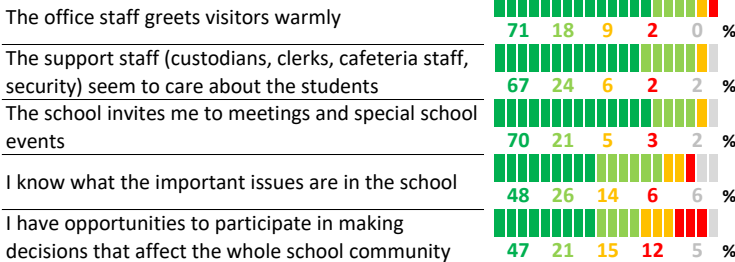 The office staff greets visitors warmly
71 18 9 2 0 %
The support staff (custodians, clerks, cafeteria staff,
security) seem to care about the students
67 24 6 2 2 %
The school invites me to meetings and special school
events
70 21 5 3 2 %
I know what the important issues are in the school
48 26 14 6 6 %
I have opportunities to participate in making
decisions that affect the whole school community
47 21 15 12 5 %